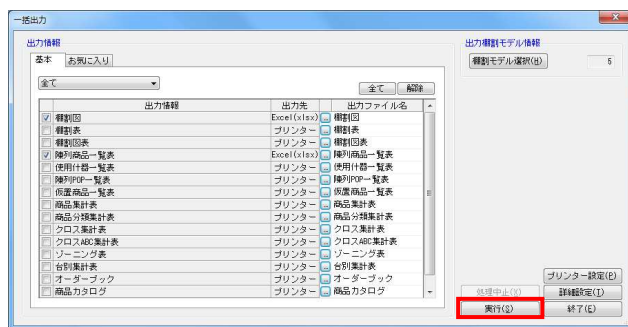 一括出力
出力情報
基本 お気に入り
全て
全て 解除
出力情報 出力先 出力ファイル名
棚割図 Excel(xlsx) ... 棚割図
棚割表 プリンター ... 棚割表
棚割図表 プリンター ... 棚割図表
陳列商品一覧表 Excel(xlsx) ... 陳列商品一覧表
使用什器一覧表 プリンター ... 使用什器一覧表
陳列POP一覧表 プリンター ... 陳列POP一覧表
仮置商品一覧表 プリンター ... 仮置商品一覧表
商品集計表 プリンター ... 商品集計表
商品分類集計表 プリンター ... 商品分類集計表
クロス集計表 プリンター ... クロス集計表
クロスABC集計表 プリンター ... クロスABC集計表
ゾーニング表 プリンター ... ゾーニング表
台別集計表 プリンター ... 台別集計表
オーダーブック プリンター ... オーダーブック
商品カタログ プリンター ... 商品カタログ
出力棚割モデル情報
棚割モデル選択(H) 5
プリンター設定(P)
処理中止(X) 詳細設定(I)
実行(S) 終了(E)